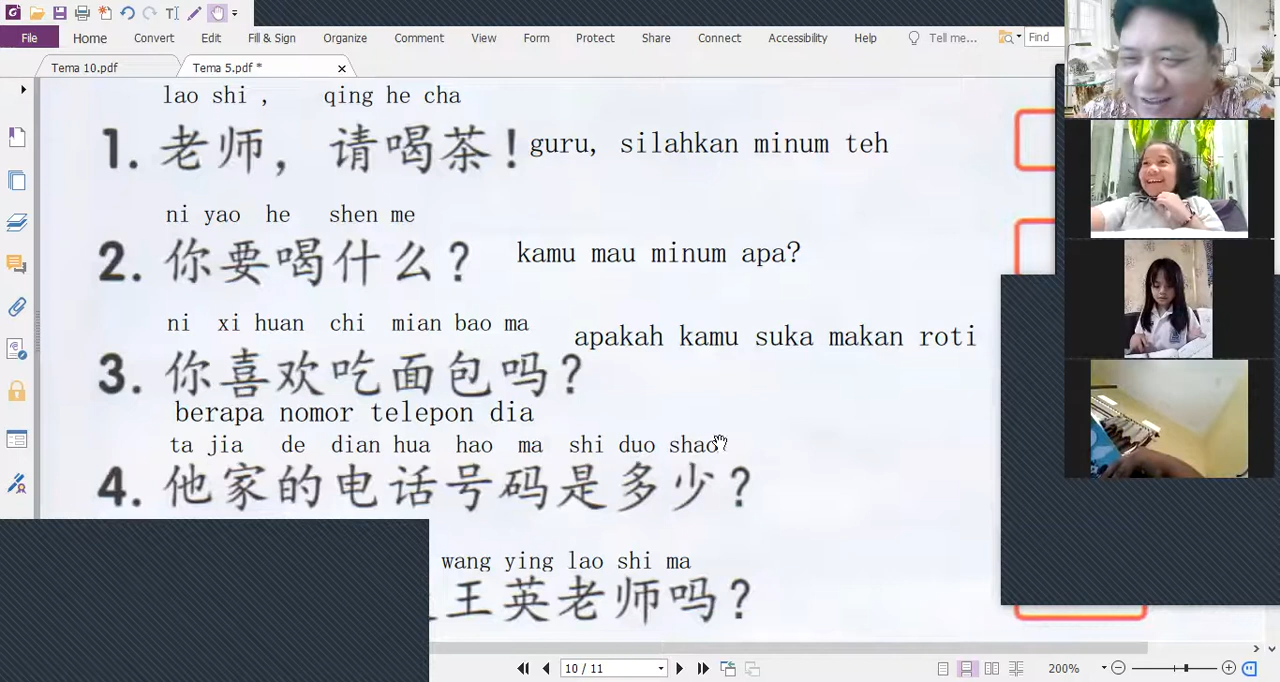 File Home Convert Edit Fill & Sign Organize Comment View Form Protect Share Connect Accessibility Help Tell me... Find
Tema 10.pdf Tema 5.pdf *
lao shi , qing he cha
1. 老师，请喝茶！ guru, silahkan minum teh
ni yao he shen me
2. 你要喝什么？ kamu mau minum apa?
ni xi huan chi mian bao ma
apakah kamu suka makan roti
3. 你喜欢吃面包吗？
berapa nomor telepon dia
ta jia de dian hua hao ma shi duo shao
4. 他家的电话号码是多少？
wang ying lao shi ma
王英老师吗？
10 / 11 200%